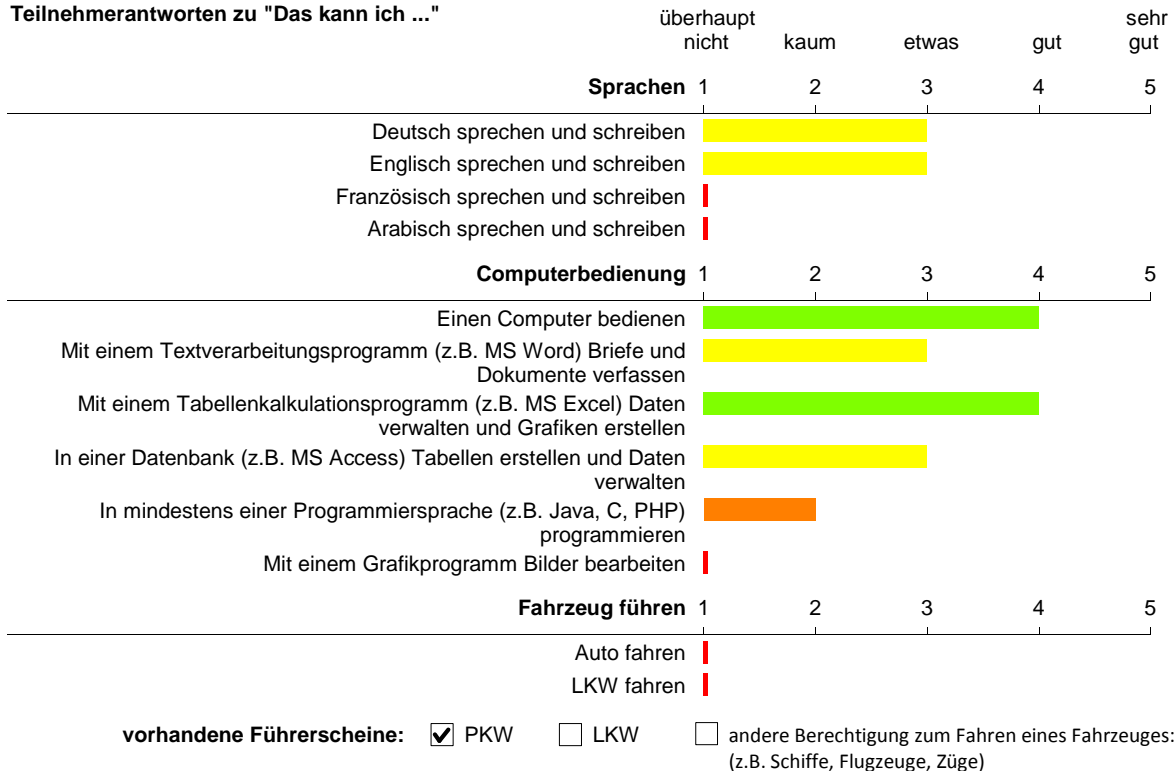 Teilnehmerantworten zu "Das kann ich ..."
überhaupt nicht kaum etwas gut sehr gut
Sprachen 1 2 3 4 5
Deutsch sprechen und schreiben
Englisch sprechen und schreiben
Französisch sprechen und schreiben
Arabisch sprechen und schreiben
Computerbedienung 1 2 3 4 5
Einen Computer bedienen
Mit einem Textverarbeitungsprogramm (z.B. MS Word) Briefe und
Dokumente verfassen
Mit einem Tabellenkalkulationsprogramm (z.B. MS Excel) Daten
verwalten und Grafiken erstellen
In einer Datenbank (z.B. MS Access) Tabellen erstellen und Daten
verwalten
In mindestens einer Programmiersprache (z.B. Java, C, PHP)
programmieren
Mit einem Grafikprogramm Bilder bearbeiten
Fahrzeug führen 1 2 3 4 5
Auto fahren
LKW fahren
vorhandene Führerscheine: PKW LKW andere Berechtigung zum Fahren eines Fahrzeuges:
(z.B. Schiffe, Flugzeuge, Züge)